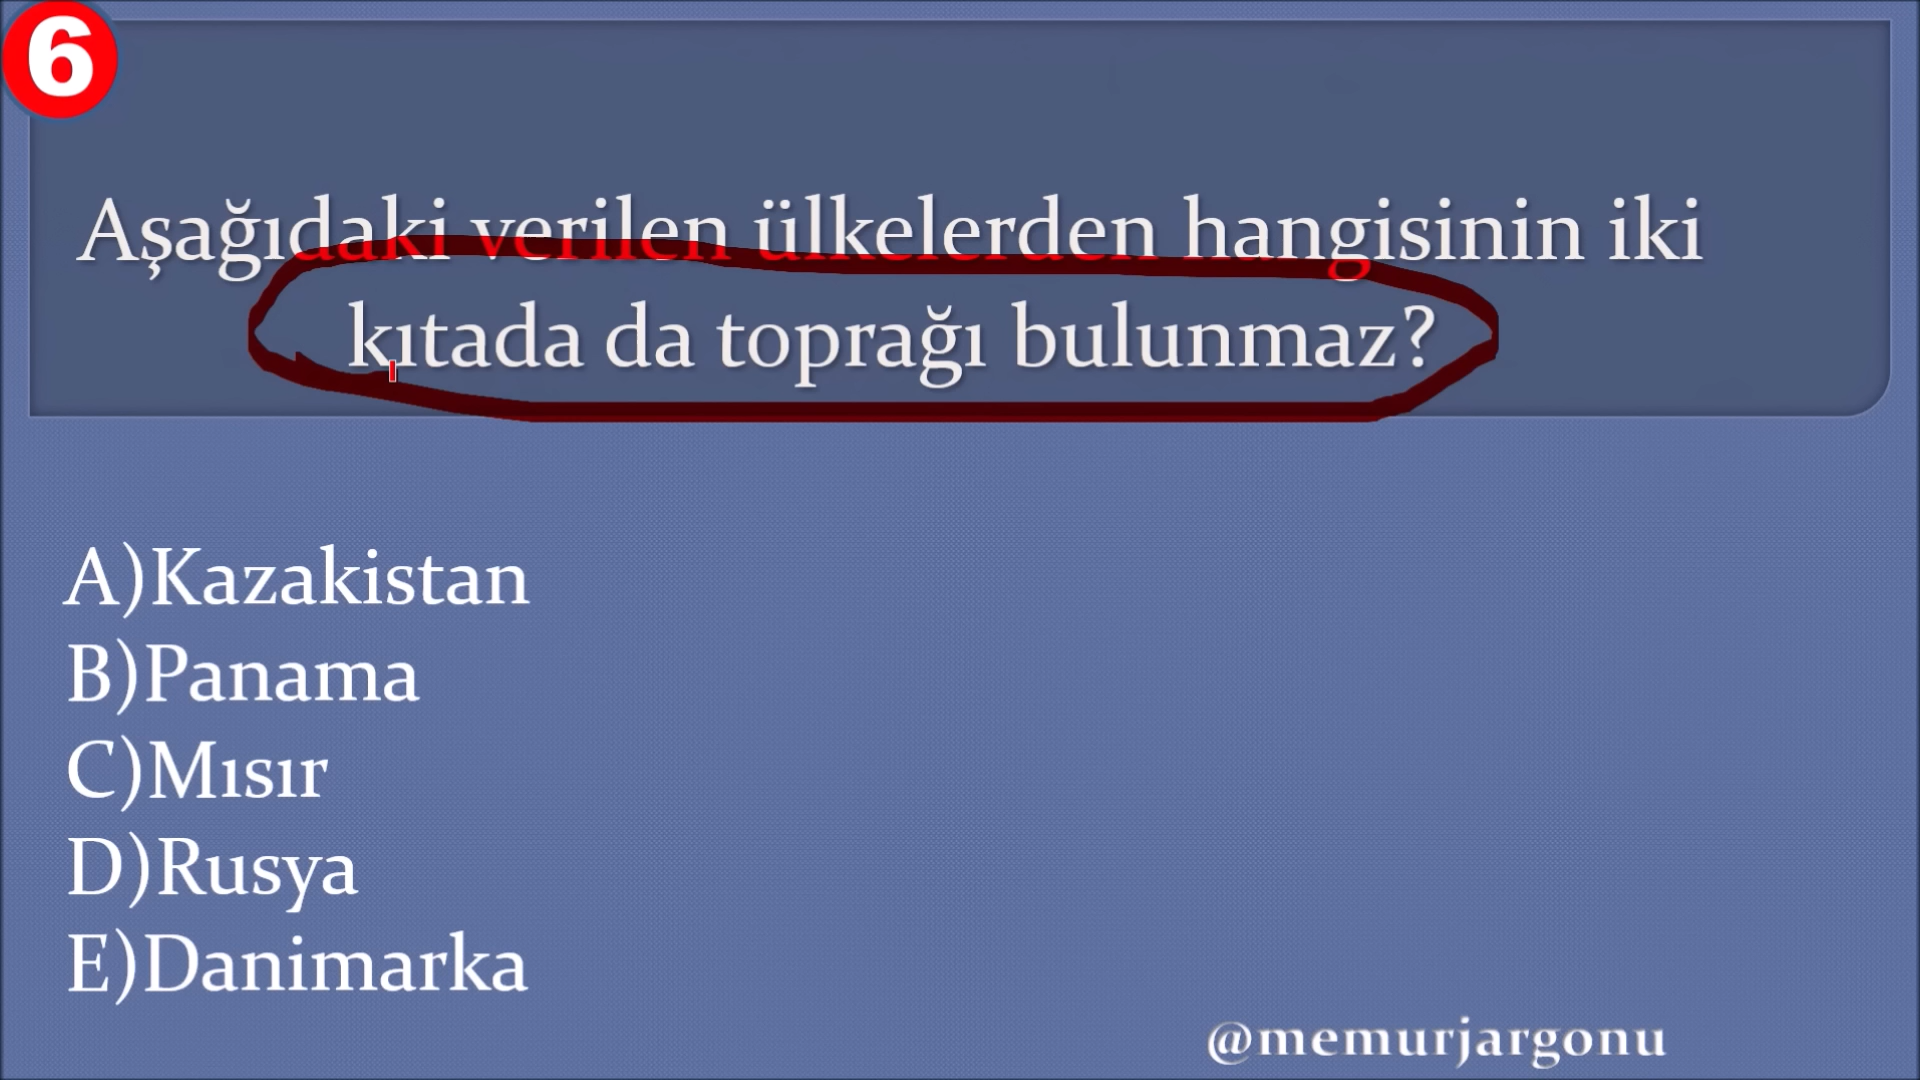 6
Aşağıdaki verilen ülkelerden hangisinin iki
kıtada da toprağı bulunmaz?
A)Kazakistan
B)Panama
C)Mısır
D)Rusya
E)Danimarka
@memurjargonu